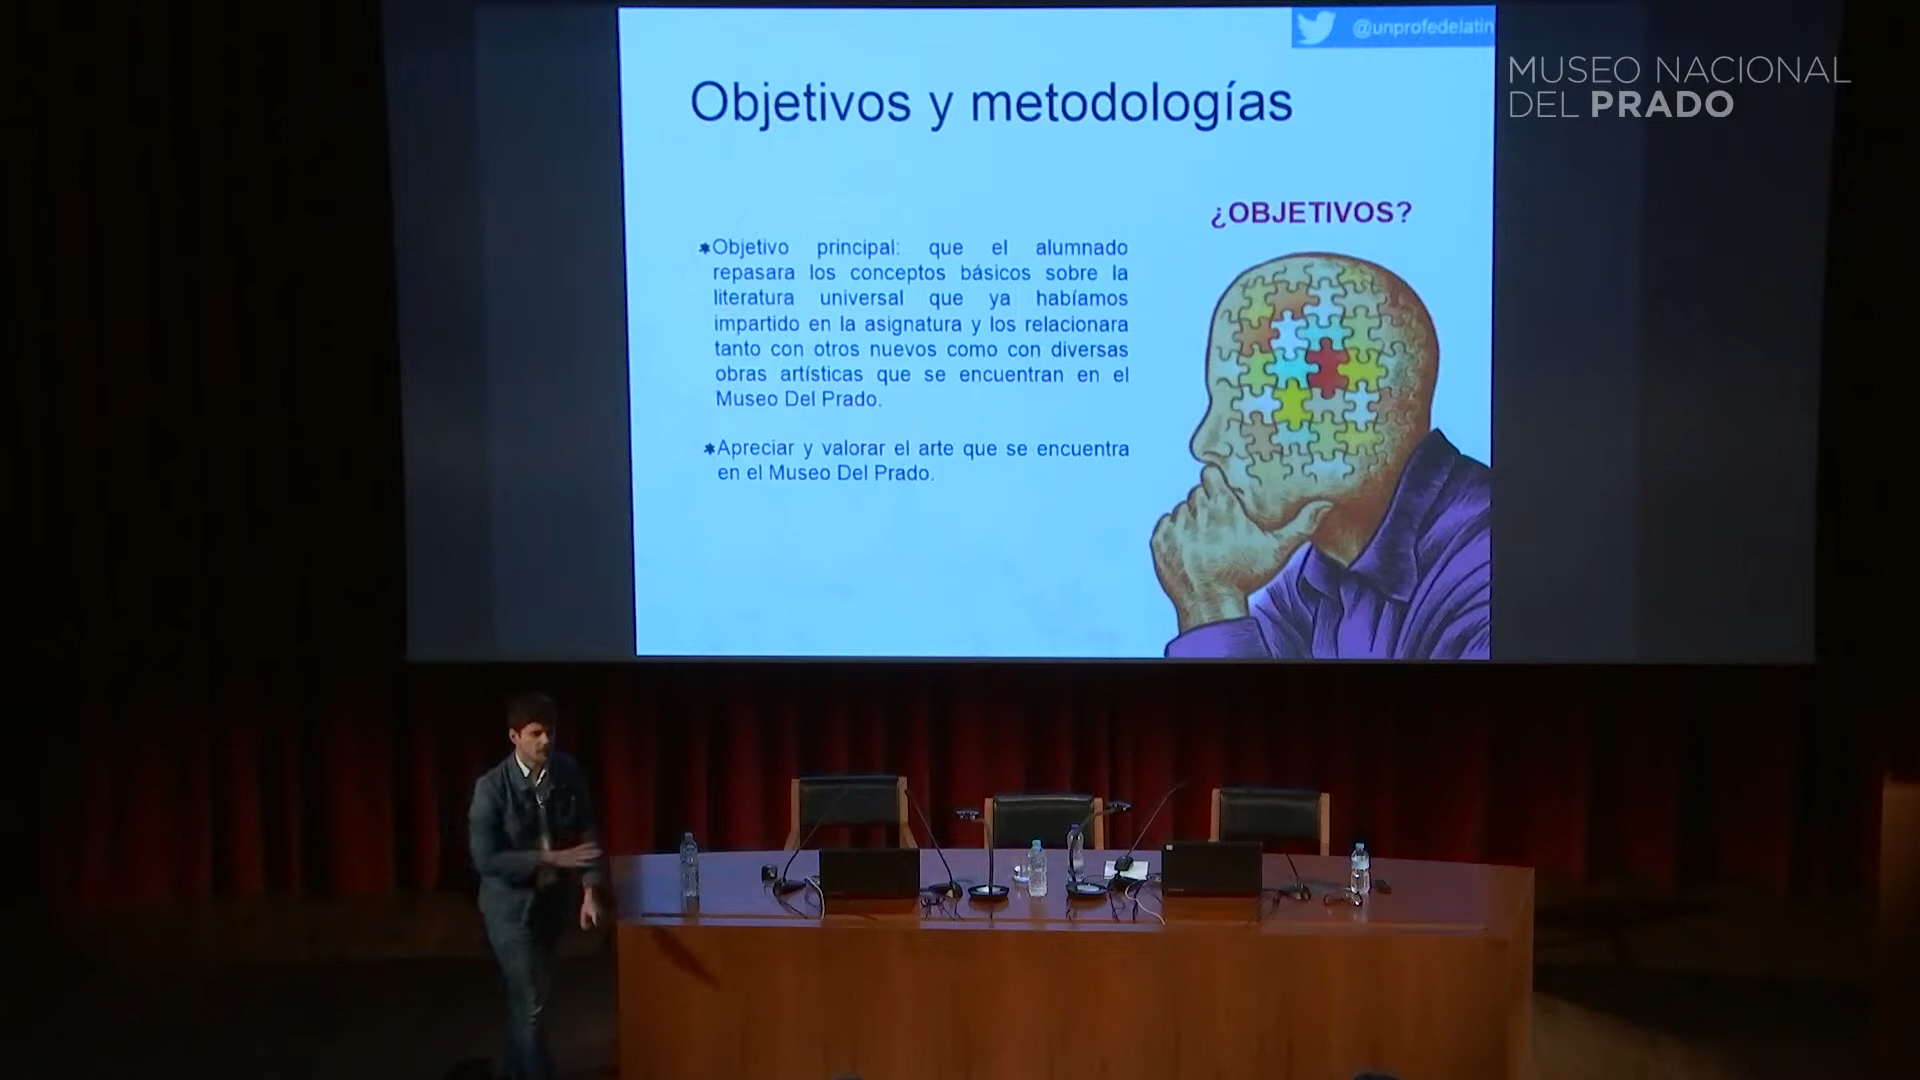 @unprofedelatin
MUSEO NACIONAL
DEL PRADO
Objetivos y metodologías
¿OBJETIVOS?
*Objetivo principal: que el alumnado
repasara los conceptos básicos sobre la
literatura universal que ya habíamos
impartido en la asignatura y los relacionara
tanto con otros nuevos como con diversas
obras artísticas que se encuentran en el
Museo Del Prado.
*Apreciar y valorar el arte que se encuentra
en el Museo Del Prado.